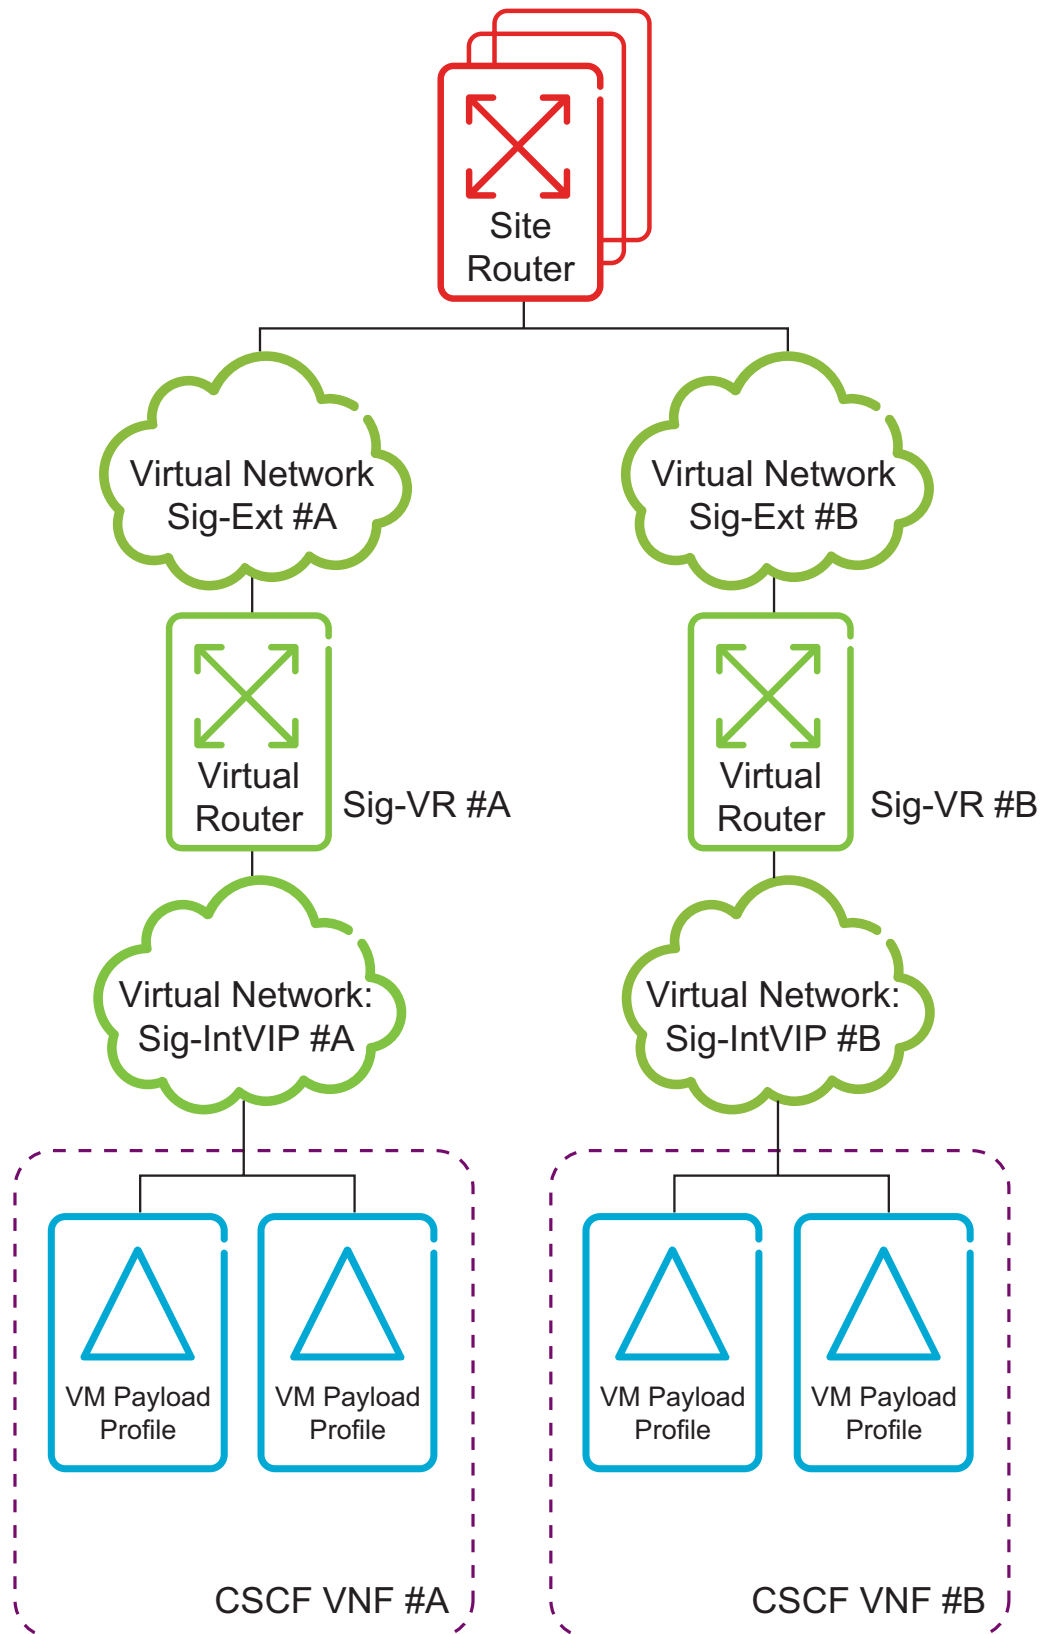 Site
Router
Virtual Network
Sig-Ext #A
Virtual Network
Sig-Ext #B
Virtual
Router
Sig-VR #A
Virtual
Router
Sig-VR #B
Virtual Network:
Sig-IntVIP #A
Virtual Network:
Sig-IntVIP #B
VM Payload
Profile
VM Payload
Profile
VM Payload
Profile
VM Payload
Profile
CSCF VNF #A
CSCF VNF #B